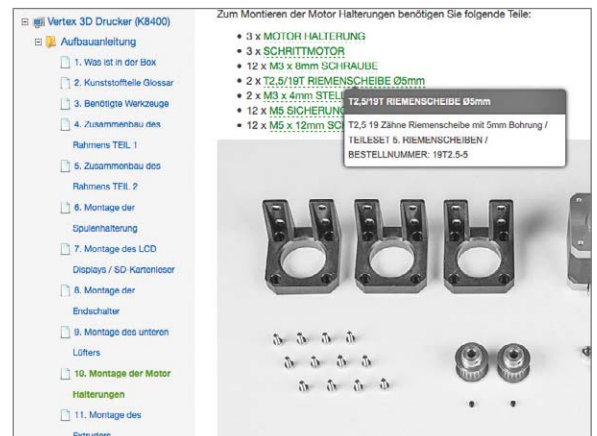 Vertex 3D Drucker (K8400)
Aufbauanleitung
1. Was ist in der Box
2. Kunststoffteile Glossar
3. Benötigte Werkzeuge
4. Zusammenbau des
Rahmens TEIL 1
5. Zusammenbau des
Rahmens TEIL 2
6. Montage der
Spulenhalterung
7. Montage des LCD
Displays / SD-Kartenleser
8. Montage der
Endschalter
9. Montage des unteren
Lüfters
10. Montage der Motor
Halterungen
11. Montage des
Extruders
Zum Montieren der Motor Halterungen benötigen Sie folgende Teile:
3 x MOTOR HALTERUNG
3 x SCHRITTMOTOR
12 x M3 x 8mm SCHRAUBE
2 x T2,5/19T RIEMENSCHEIBE Ø5mm
2 x M3 x 4mm STELL
12 x M5 SICHERUN
12 x M5 x 12mm SC
T2,5/19T RIEMENSCHEIBE Ø5mm
T2,5 19 Zähne Riemenscheibe mit 5mm Bohrung /
TEILESET 5. RIEMENSCHEIBEN /
BESTELLNUMMER: 19T2.5-5